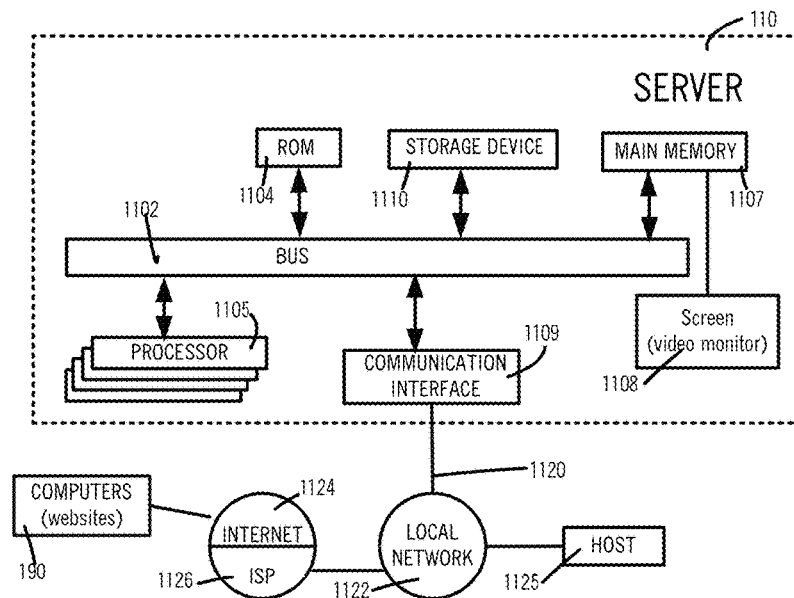 110
SERVER
ROM
STORAGE DEVICE
MAIN MEMORY
1104
1110
1107
1102
BUS
1105
PROCESSOR
COMMUNICATION
INTERFACE
1109
Screen
(video monitor)
1108
1120
COMPUTERS
(websites)
190
1124
INTERNET
ISP
1126
LOCAL
NETWORK
1122
HOST
1125